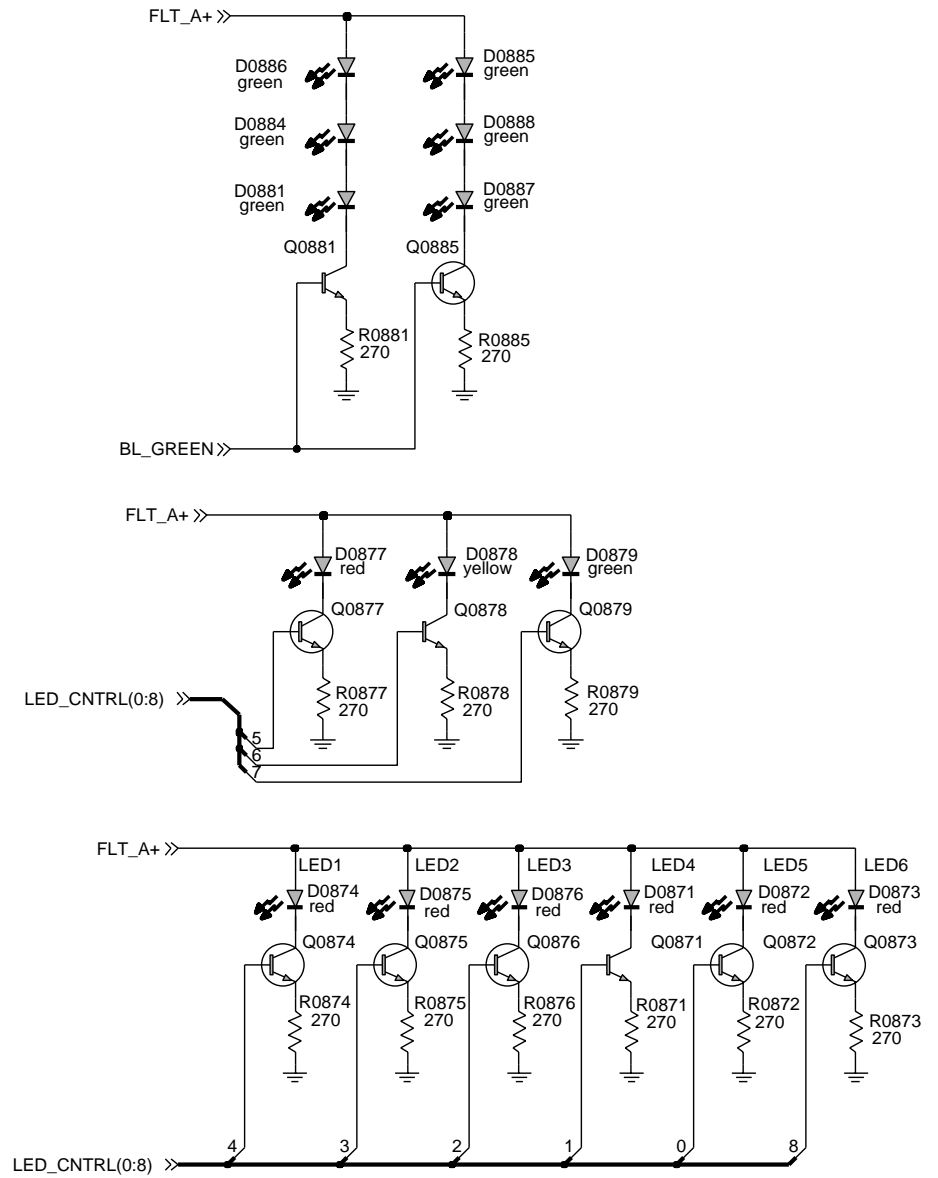 FLT_A+
D0886
green
D0885
green
D0884
green
D0888
green
D0881
green
D0887
green
Q0881
Q0885
R0881
270
R0885
270
BL_GREEN
FLT_A+
D0877
red
D0878
yellow
D0879
green
Q0877
Q0878
Q0879
LED_CNTRL(0:8)
R0877
270
R0878
270
R0879
270
5
6
7
FLT_A+
LED1
LED2
LED3
LED4
LED5
LED6
D0874
red
D0875
red
D0876
red
D0871
red
D0872
red
D0873
red
Q0874
Q0875
Q0876
Q0871
Q0872
Q0873
R0874
270
R0875
270
R0876
270
R0871
270
R0872
270
R0873
270
4
3
2
1
0
8
LED_CNTRL(0:8)